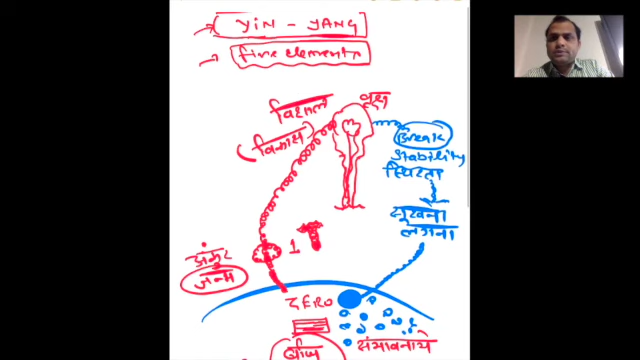 YiN - YANG
five elements
विशाल वृक्ष
(विकास)
Break
Stability
स्थिरता
सूखना
लगना
1
अंकुर
जन्म
ZERO
संभावनाये
बीज